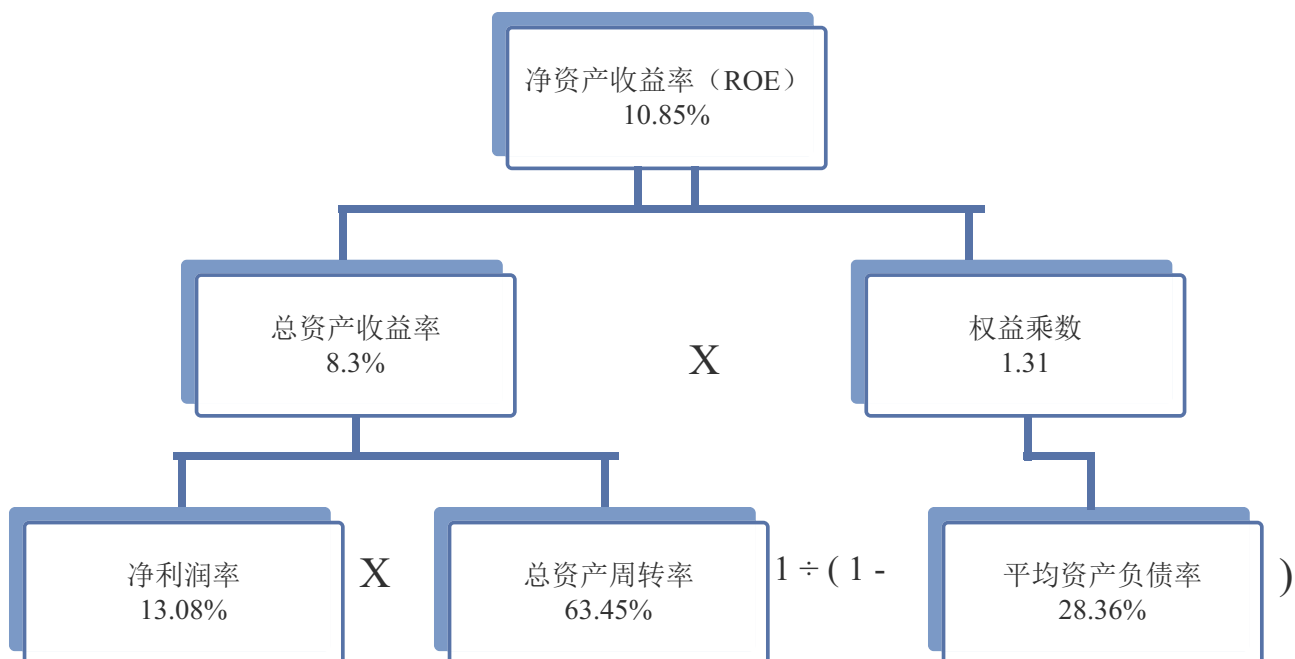 净资产收益率（ROE）
10.85%
总资产收益率
8.3%
X
权益乘数
1.31
净利润率
13.08%
X
总资产周转率
63.45%
1 ÷ ( 1 -
平均资产负债率
28.36%
)